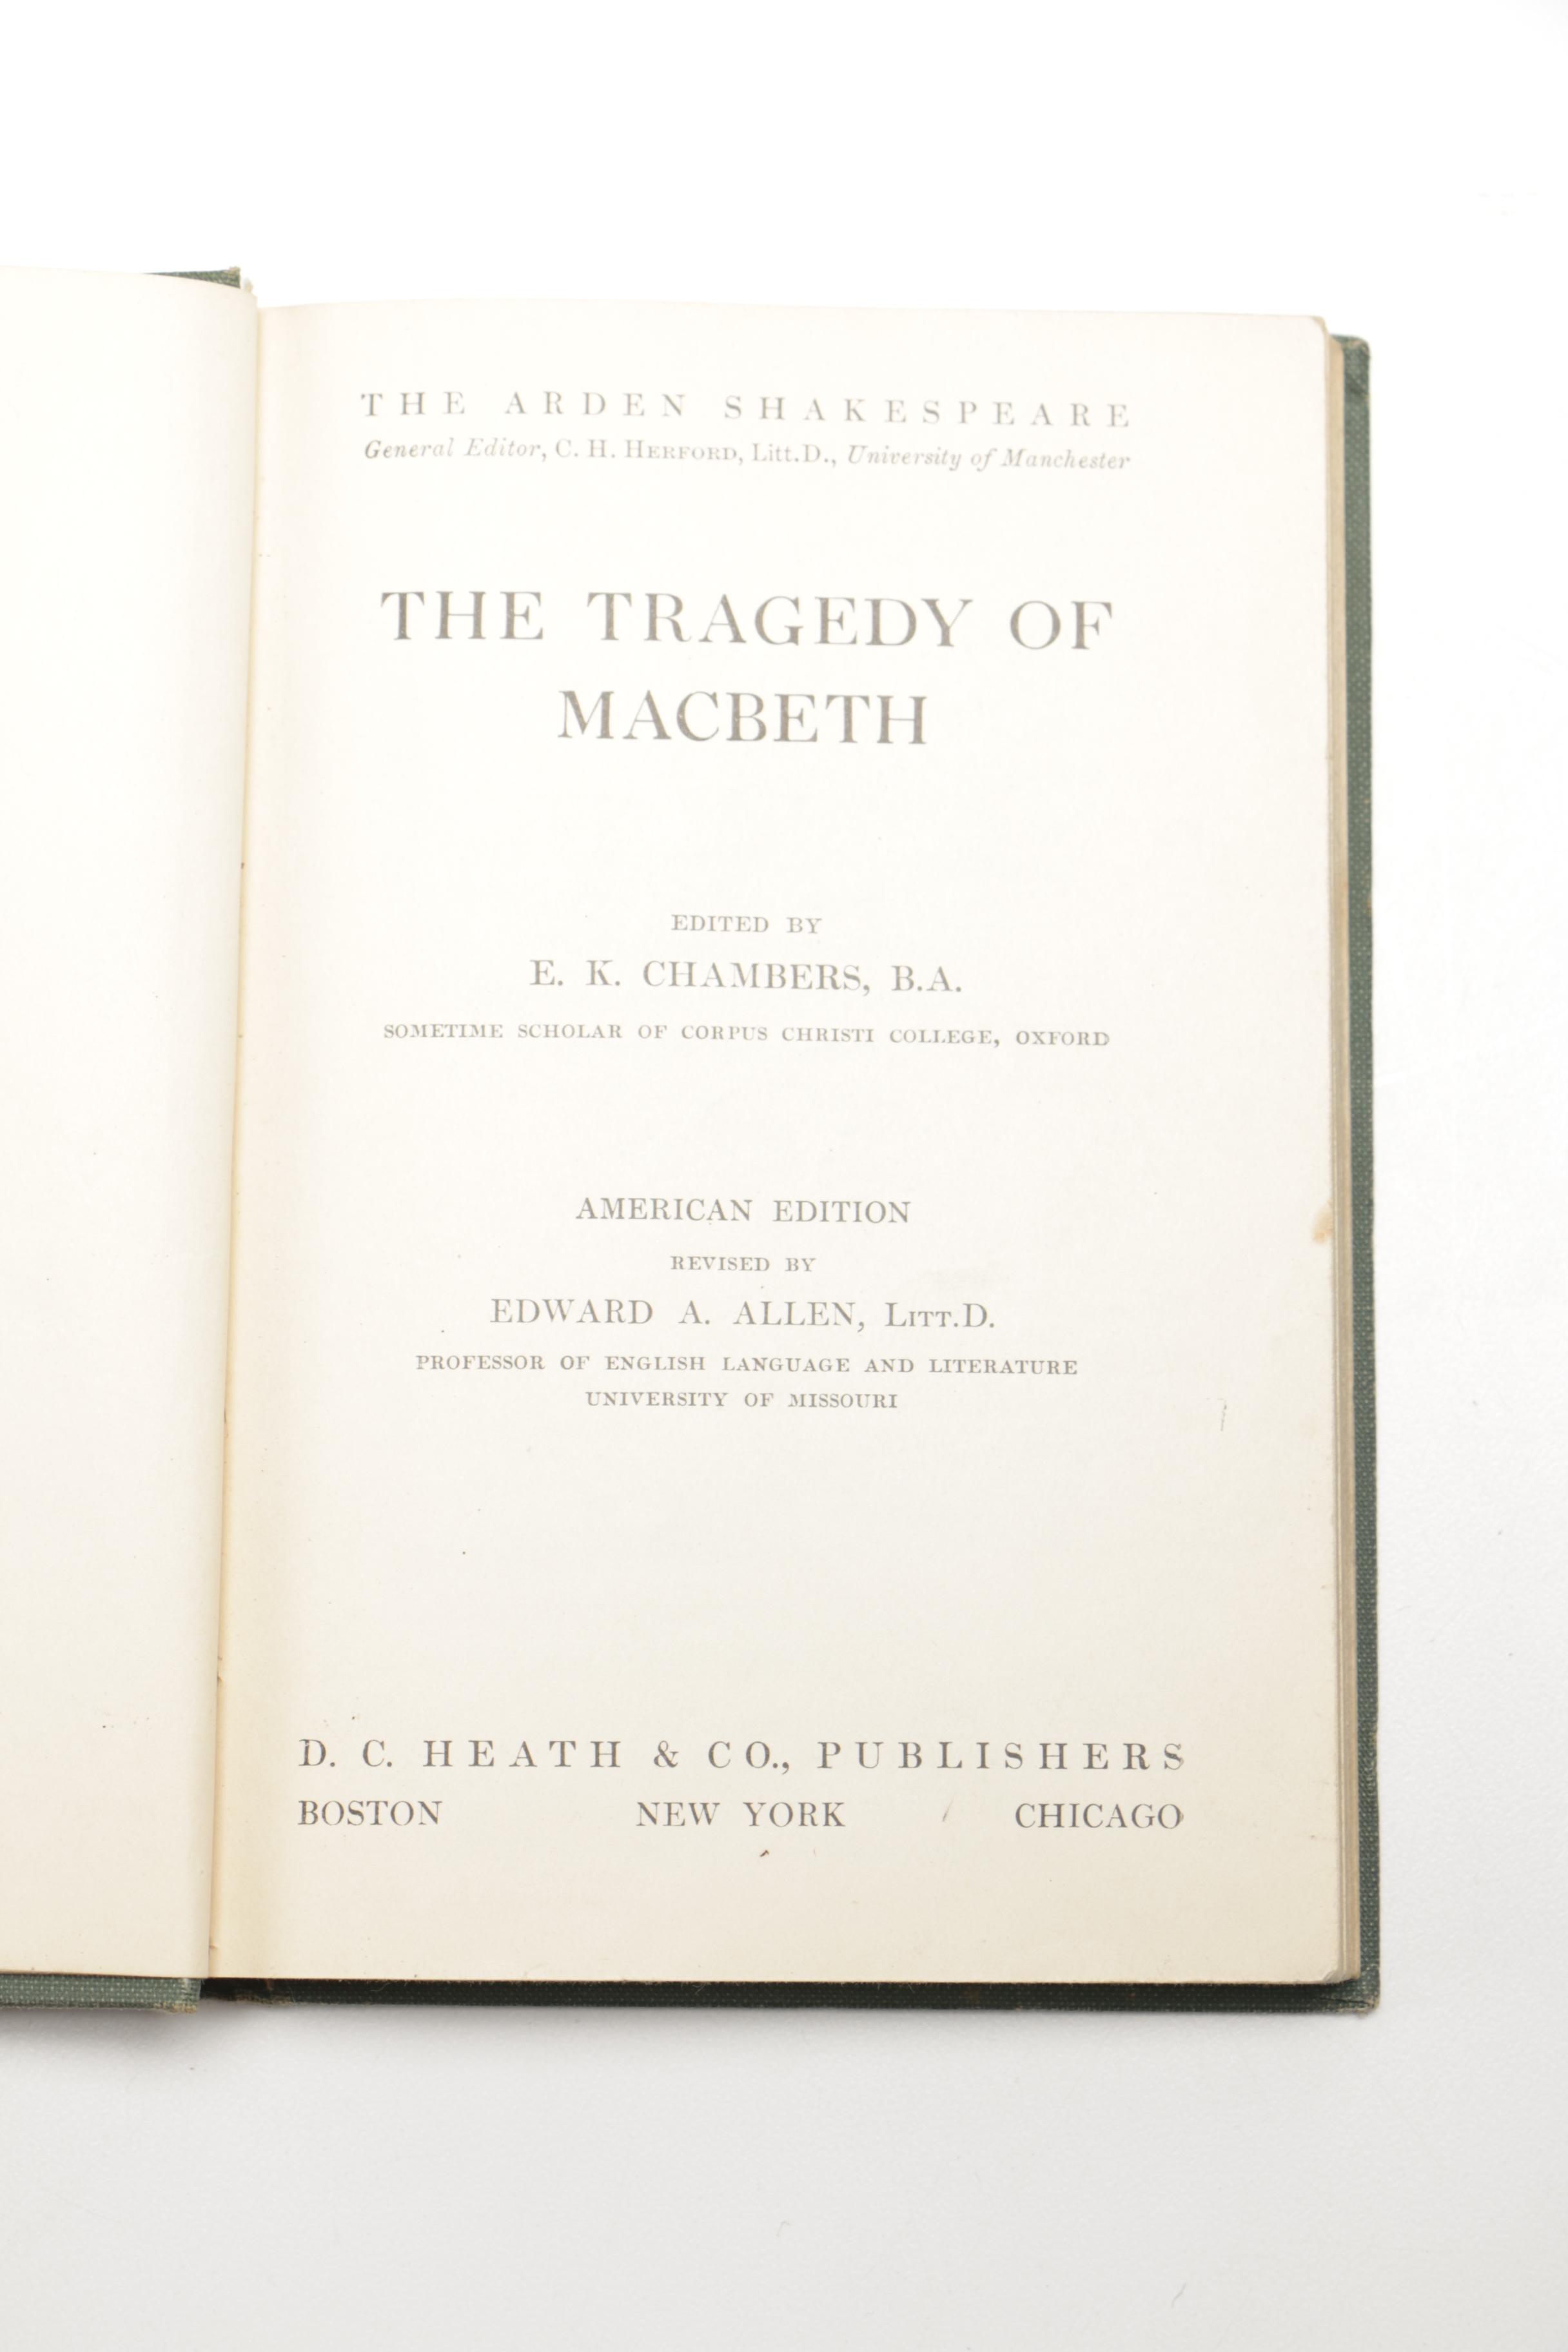 THE ARDEN SHAKESPEARE
General Editor, C. H. HERFORD, Litt.D., University of Manchester
THE TRAGEDY OF
MACBETH
EDITED BY
E. K. CHAMBERS, B.A.
SOMETIME SCHOLAR OF CORPUS CHRISTI COLLEGE, OXFORD
AMERICAN EDITION
REVISED BY
EDWARD A. ALLEN, LITT.D.
PROFESSOR OF ENGLISH LANGUAGE AND LITERATURE
UNIVERSITY OF MISSOURI
D. C. HEATH & CO., PUBLISHERS
BOSTON NEW YORK CHICAGO